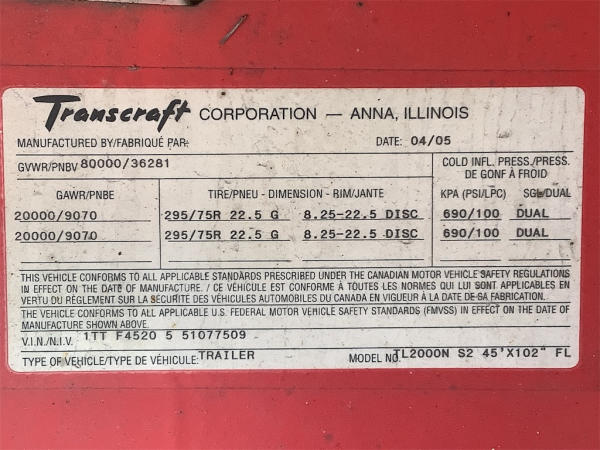 Transcraft CORPORATION — ANNA, ILLINOIS
MANUFACTURED BY/FABRIQUÉ PAR: DATE: 04/05
GVWR/PNBV 80000/36281
COLD INFL. PRESS./PRESS. DE GONF À FROID
GAWR/PNBE TIRE/PNEU - DIMENSION - RIM/JANTE KPA (PSI/LPC) SGL/DUAL
20000/9070 295/75R 22.5 G 8.25-22.5 DISC 690/100 DUAL
20000/9070 295/75R 22.5 G 8.25-22.5 DISC 690/100 DUAL
THIS VEHICLE CONFORMS TO ALL APPLICABLE STANDARDS PRESCRIBED UNDER THE CANADIAN MOTOR VEHICLE SAFETY REGULATIONS
IN EFFECT ON THE DATE OF MANUFACTURE. / CE VÉHICULE EST CONFORME À TOUTES LES NORMES QUI LUI SONT APPLICABLES EN
VERTU DU RÈGLEMENT SUR LA SÉCURITÉ DES VÉHICULES AUTOMOBILES DU CANADA EN VIGUEUR À LA DATE DE SA FABRICATION.
THE VEHICLE CONFORMS TO ALL APPLICABLE U.S. FEDERAL MOTOR VEHICLE SAFETY STANDARDS (FMVSS) IN EFFECT ON THE DATE OF
MANUFACTURE SHOWN ABOVE.
V.I.N./N.I.V. 1TT F4520 5 51077509
TYPE OF VEHICLE/TYPE DE VÉHICULE: TRAILER MODEL NO. TL2000N S2 45'X102" FL